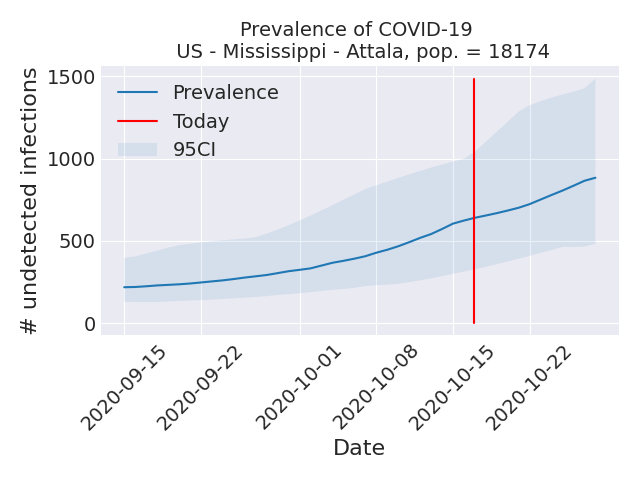 Prevalence of COVID-19
US - Mississippi - Attala, pop. = 18174
# undetected infections
1500
1000
500
0
Prevalence
Today
95CI
2020-09-15
2020-09-22
2020-10-01
2020-10-08
2020-10-15
2020-10-22
Date